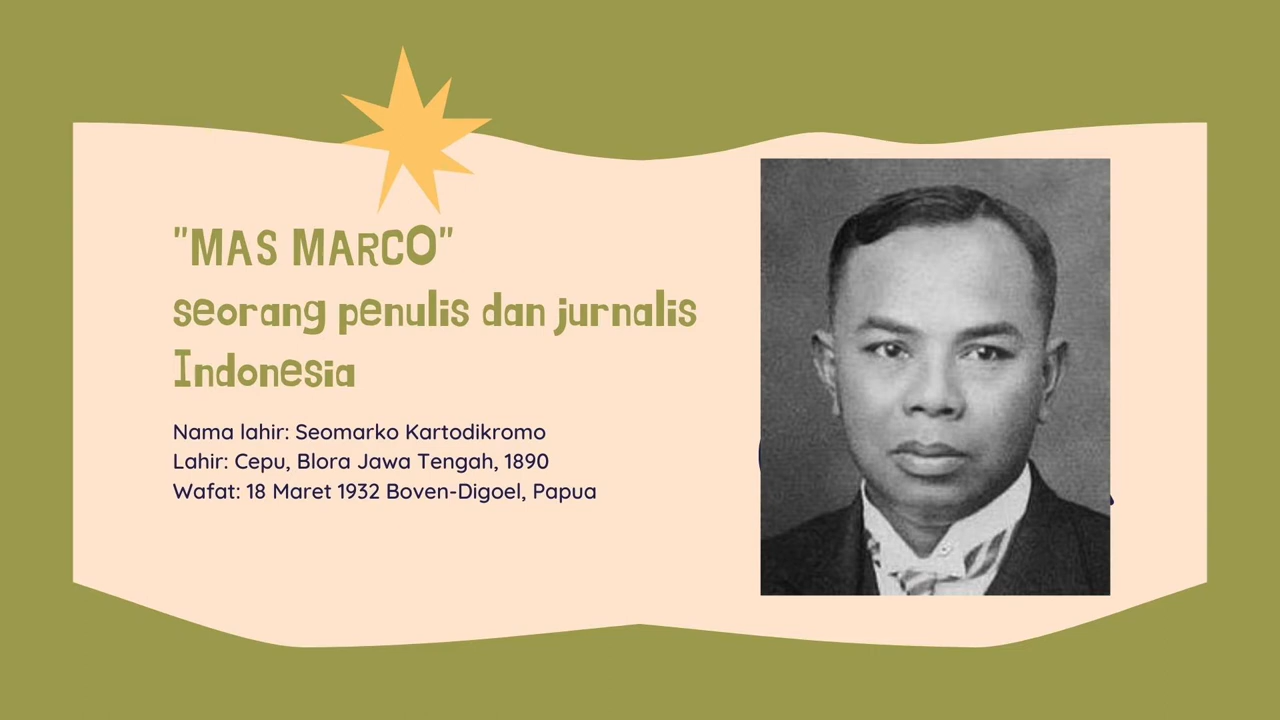 "MAS MARCO"
seorang penulis dan jurnalis
Indonesia
Nama lahir: Seomarko Kartodikromo
Lahir: Cepu, Blora Jawa Tengah, 1890
Wafat: 18 Maret 1932 Boven-Digoel, Papua